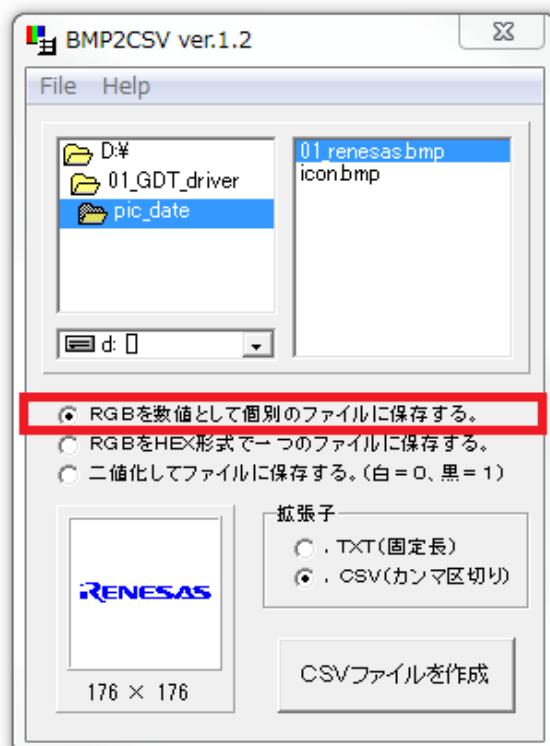 BMP2CSV ver.1.2
File Help
D:¥
01_GDT_driver
pic_date
01_renesas.bmp
icon.bmp
d: []
RGBを数値として個別のファイルに保存する。
RGBをHEX形式で一つのファイルに保存する。
二値化してファイルに保存する。(白=0、黒=1)
拡張子
.TXT(固定長)
.CSV(カンマ区切り)
RENESAS
176 × 176
CSVファイルを作成